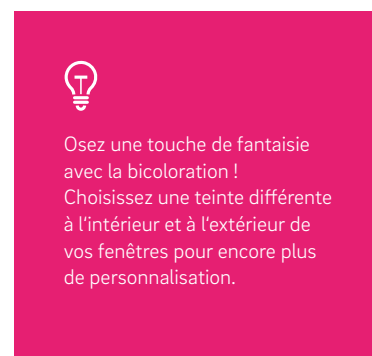 Osez une touche de fantaisie
avec la bicoloration !
Choisissez une teinte différente
à l'intérieur et à l'extérieur de
vos fenêtres pour encore plus
de personnalisation.